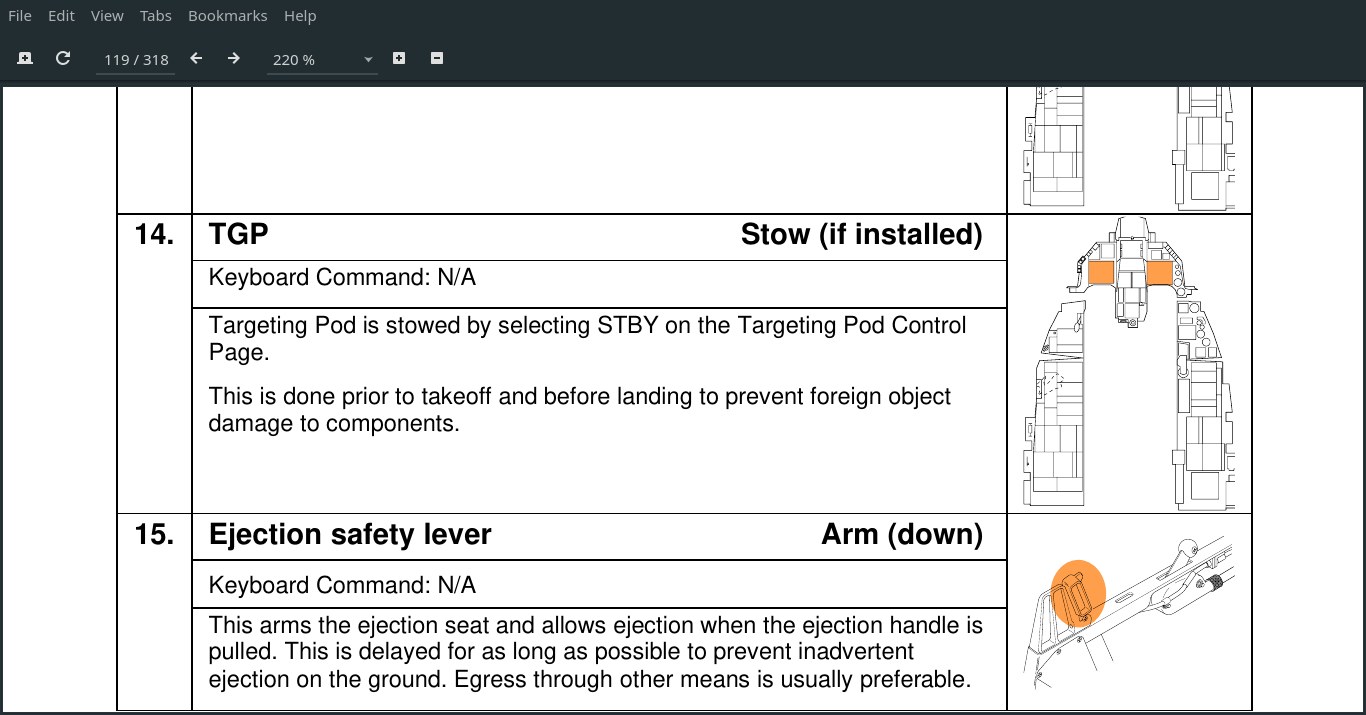 File Edit View Tabs Bookmarks Help
119 / 318 220 %
14. TGP Stow (if installed)
Keyboard Command: N/A
Targeting Pod is stowed by selecting STBY on the Targeting Pod Control
Page.
This is done prior to takeoff and before landing to prevent foreign object
damage to components.
15. Ejection safety lever Arm (down)
Keyboard Command: N/A
This arms the ejection seat and allows ejection when the ejection handle is
pulled. This is delayed for as long as possible to prevent inadvertent
ejection on the ground. Egress through other means is usually preferable.